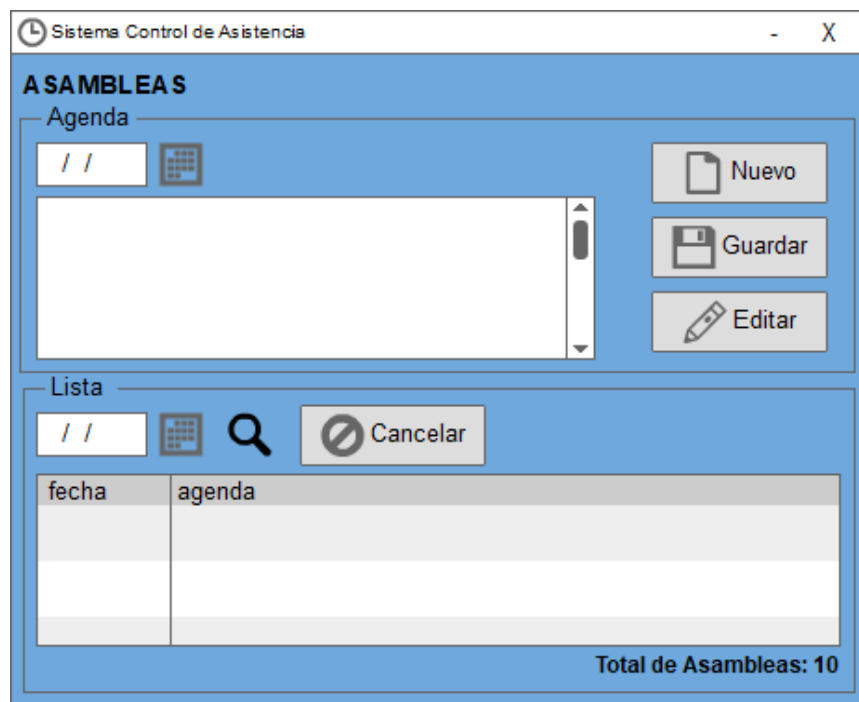 Sistema Control de Asistencia - X
ASAMBLEAS
Agenda
/ /
Nuevo
Guardar
Editar
Lista
/ /
Cancelar
fecha agenda
Total de Asambleas: 10